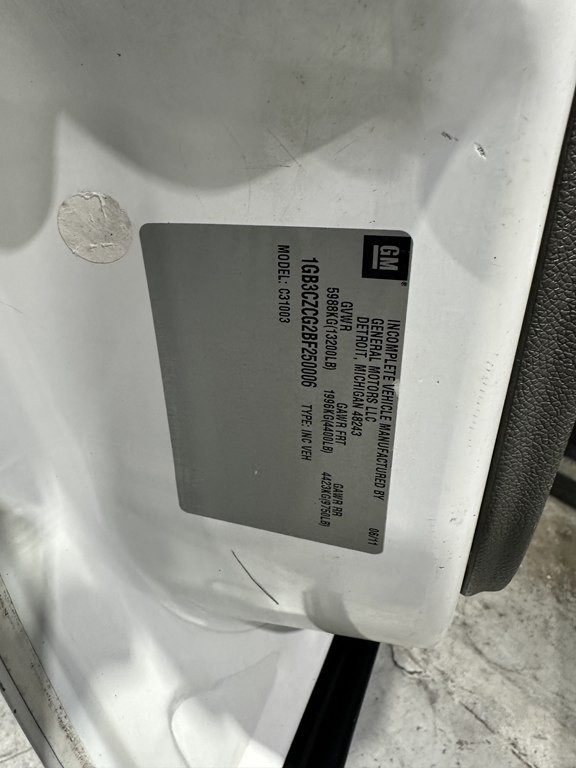 GM®
INCOMPLETE VEHICLE MANUFACTURED BY
GENERAL MOTORS LLC
DETROIT, MICHIGAN 48243
06/11
GVWR GAWR FRT GAWR RR
5988KG(13200LB) 1996KG(4400LB) 4423KG(9750LB)
1GB3CZCG2BF250006 TYPE: INC VEH
MODEL: C31003